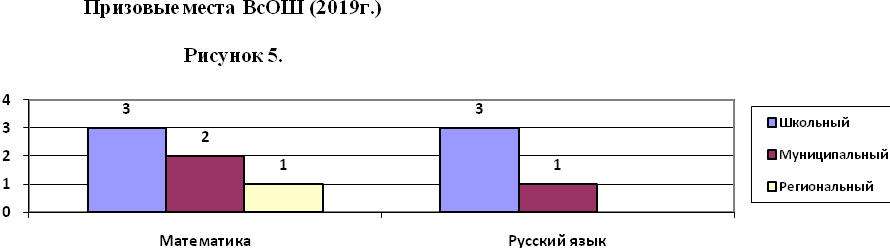 Призовые места ВсОШ (2019г.)
Рисунок 5.
4
3
2
1
0
3
2
1
3
1
Математика
Русский язык
Школьный
Муниципальный
Региональный